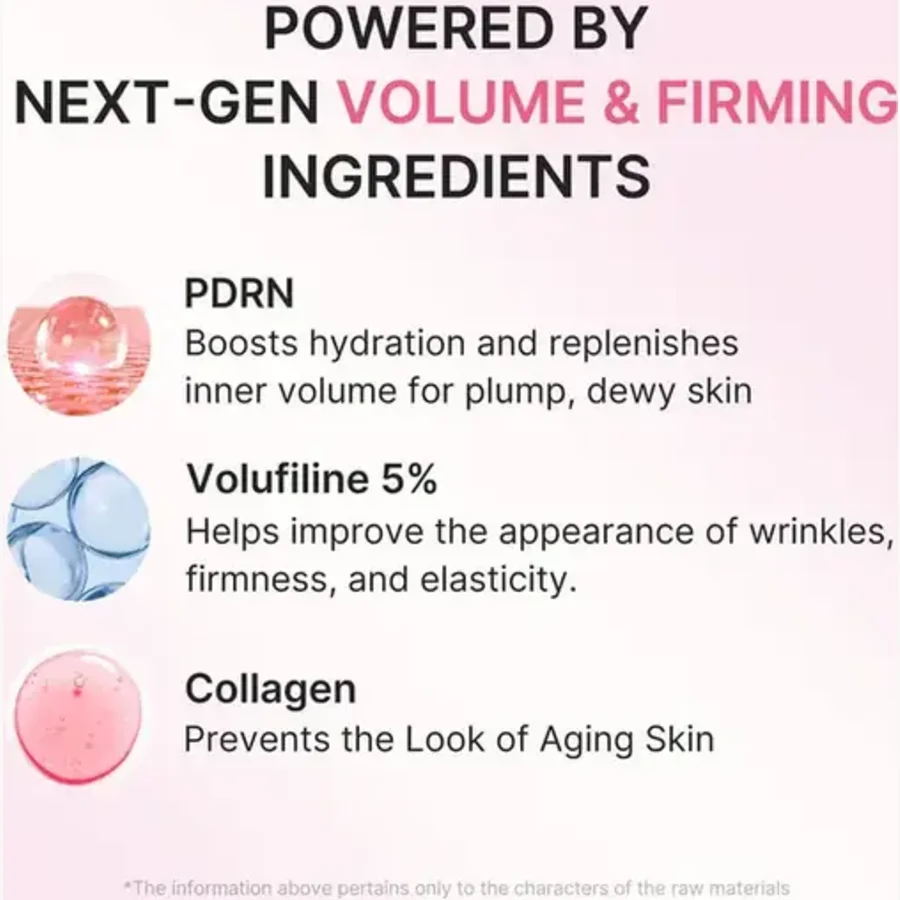 POWERED BY
NEXT-GEN VOLUME & FIRMING
INGREDIENTS
PDRN
Boosts hydration and replenishes
inner volume for plump, dewy skin
Volufiline 5%
Helps improve the appearance of wrinkles,
firmness, and elasticity.
Collagen
Prevents the Look of Aging Skin
*The information above pertains only to the characters of the raw materials